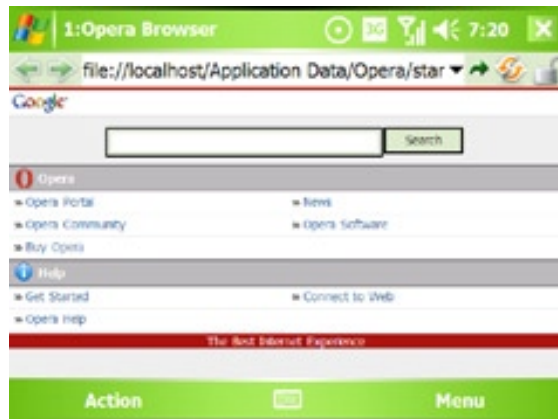 1:Opera Browser 3G 7:20
file://localhost/Application Data/Opera/star
Google
Search
Opera
» Opera Portal » News
» Opera Community » Opera Software
» Buy Opera
Help
» Get Started » Connect to Web
» Opera Help
The Best Internet Experience
Action Menu